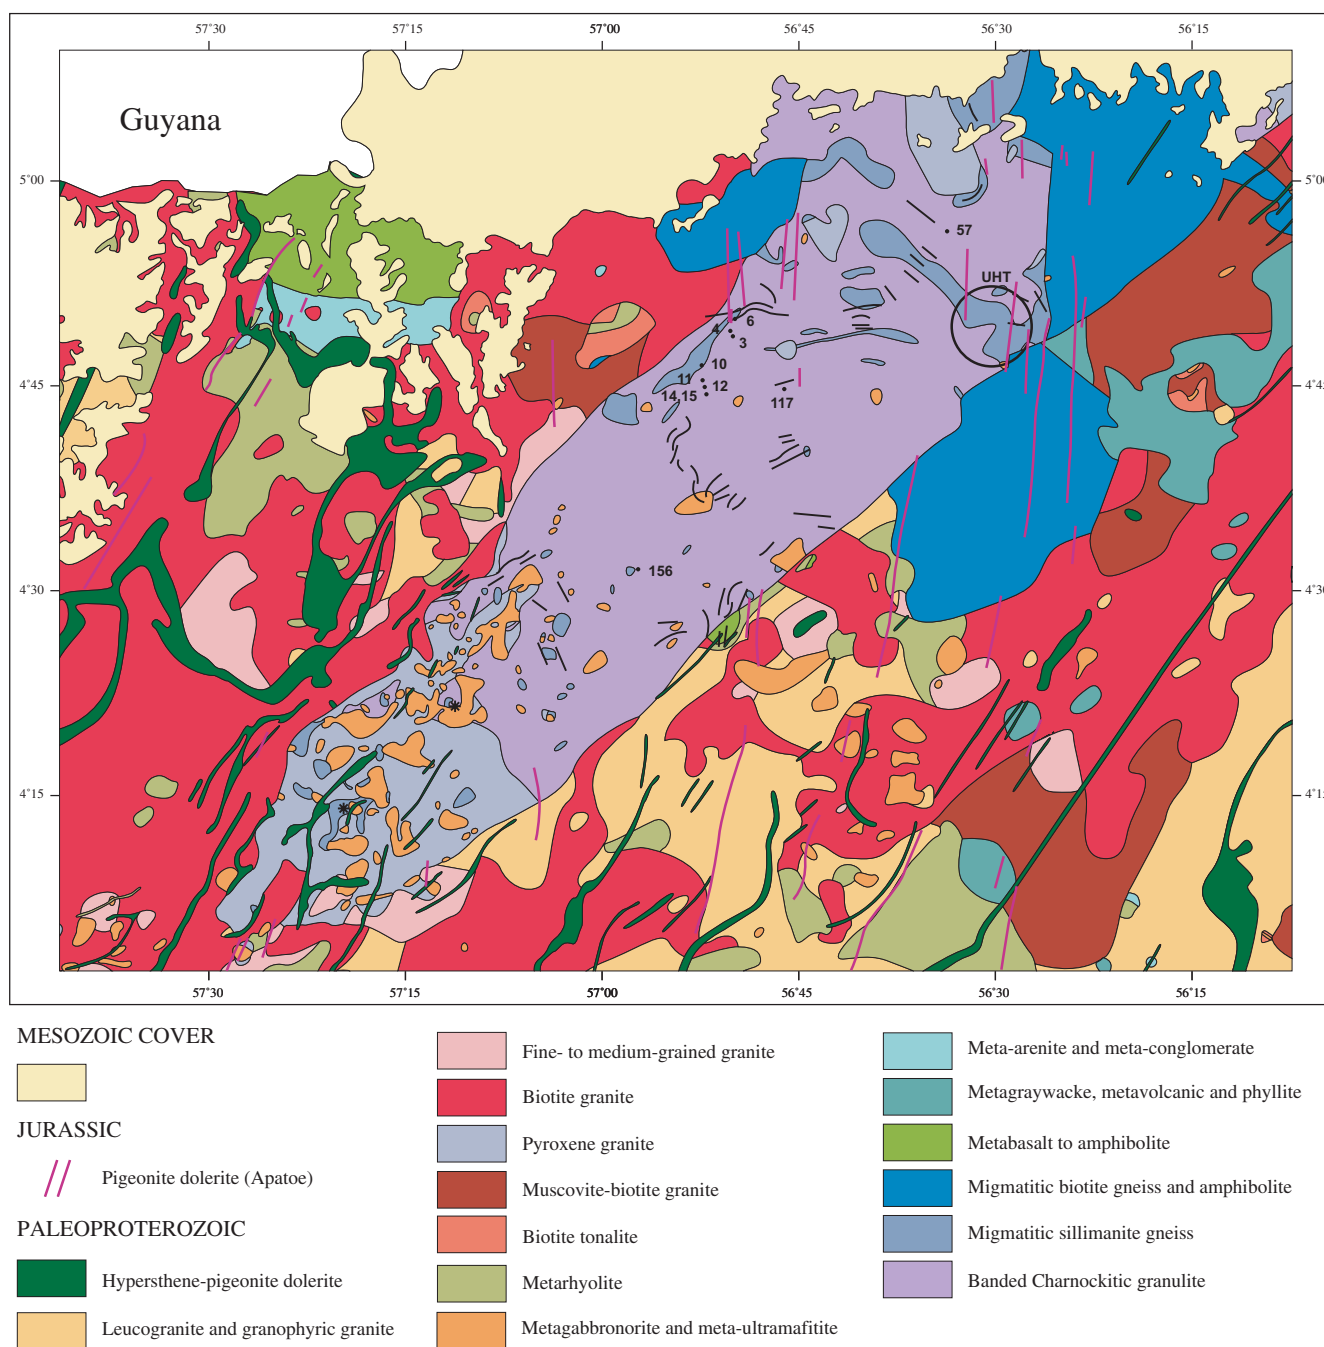 57°30 57°15 57°00 56°45 56°30 56°15
Guyana
5°00 5°00
57
UHT
6
4
3
10
4°45 4°45
11 12
14,15
117
156
4°30 4°30
4°15 4°15
57°30 57°15 57°00 56°45 56°30 56°15
MESOZOIC COVER
JURASSIC
Pigeonite dolerite (Apatoe)
PALEOPROTEROZOIC
Hypersthene-pigeonite dolerite
Leucogranite and granophyric granite
Fine- to medium-grained granite
Biotite granite
Pyroxene granite
Muscovite-biotite granite
Biotite tonalite
Metarhyolite
Metagabbronorite and meta-ultramafitite
Meta-arenite and meta-conglomerate
Metagraywacke, metavolcanic and phyllite
Metabasalt to amphibolite
Migmatitic biotite gneiss and amphibolite
Migmatitic sillimanite gneiss
Banded Charnockitic granulite